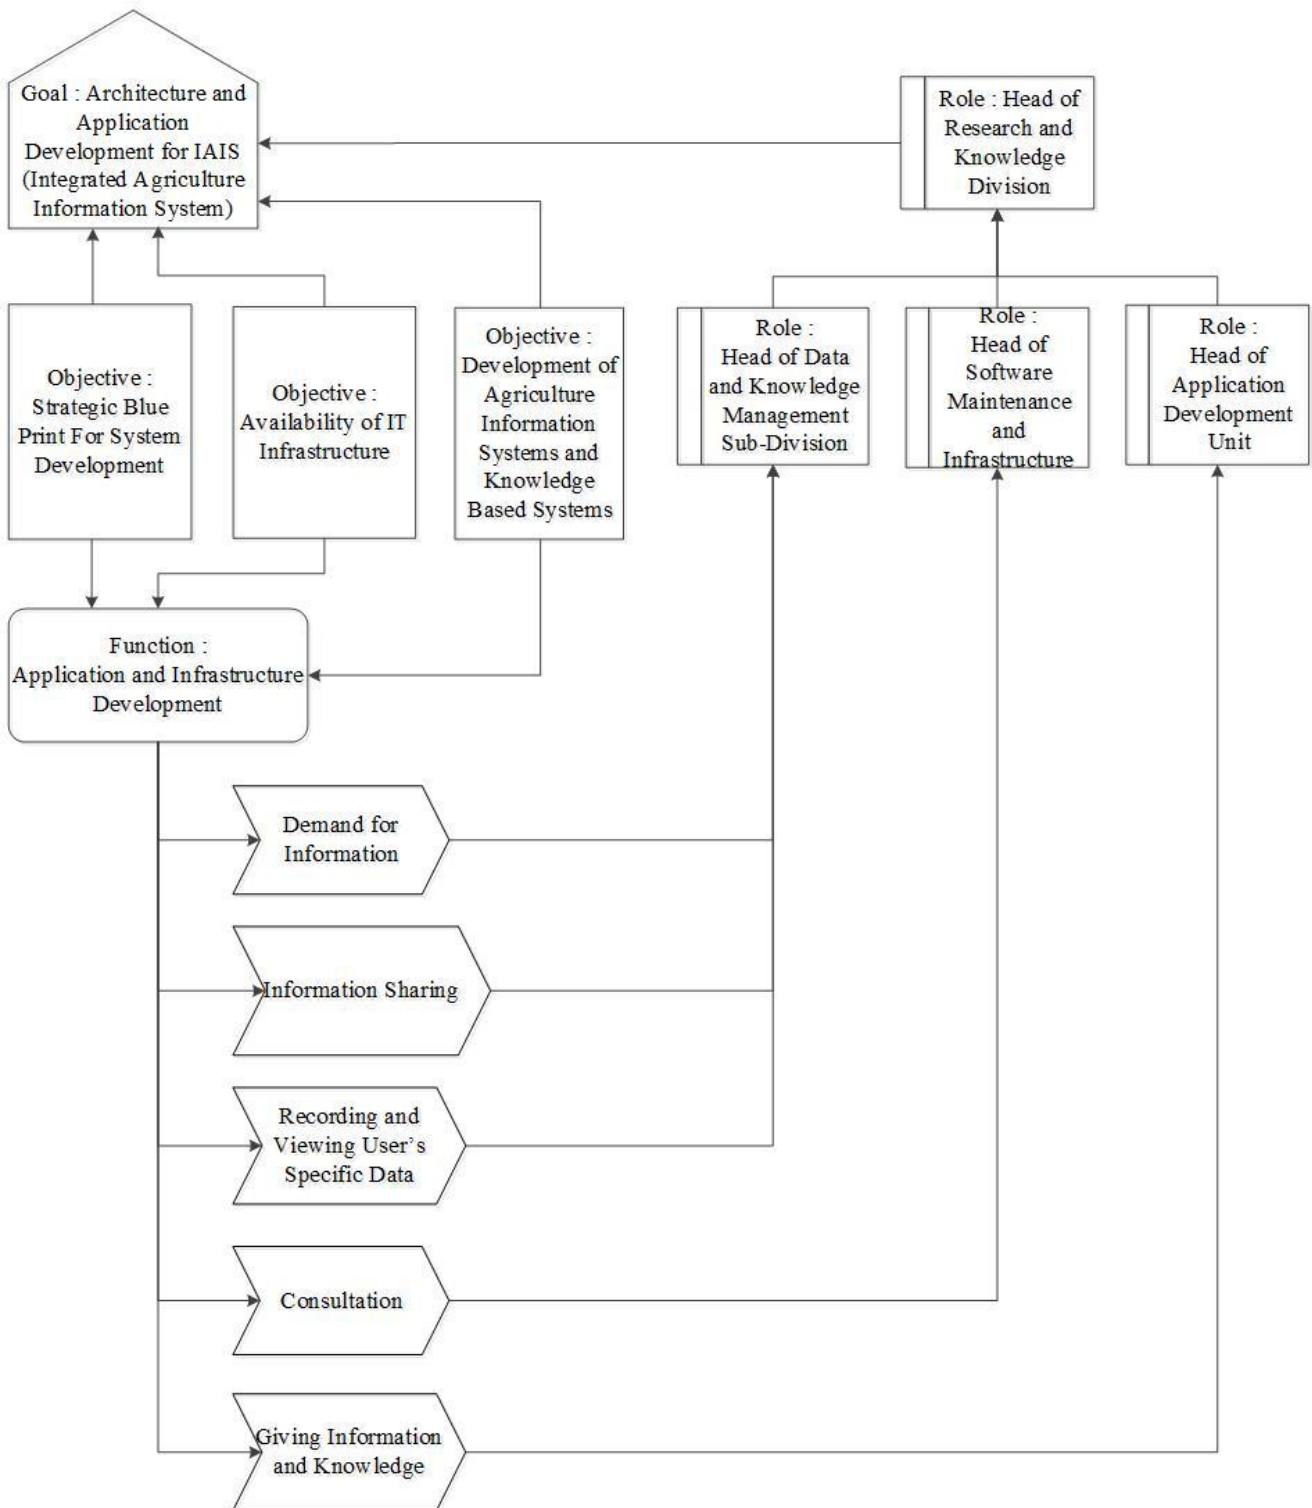 Goal : Architecture and
Application
Development for IAIS
(Integrated Agriculture
Information System)
Role : Head of
Research and
Knowledge
Division
Objective :
Strategic Blue
Print For System
Development
Objective :
Availability of IT
Infrastructure
Objective :
Development of
Agriculture
Information
Systems and
Knowledge
Based Systems
Role :
Head of Data
and Knowledge
Management
Sub-Division
Role :
Head of
Software
Maintenance
and
Infrastructure
Role :
Head of
Application
Development
Unit
Function :
Application and Infrastructure
Development
Demand for
Information
Information Sharing
Recording and
Viewing User’s
Specific Data
Consultation
Giving Information
and Knowledge